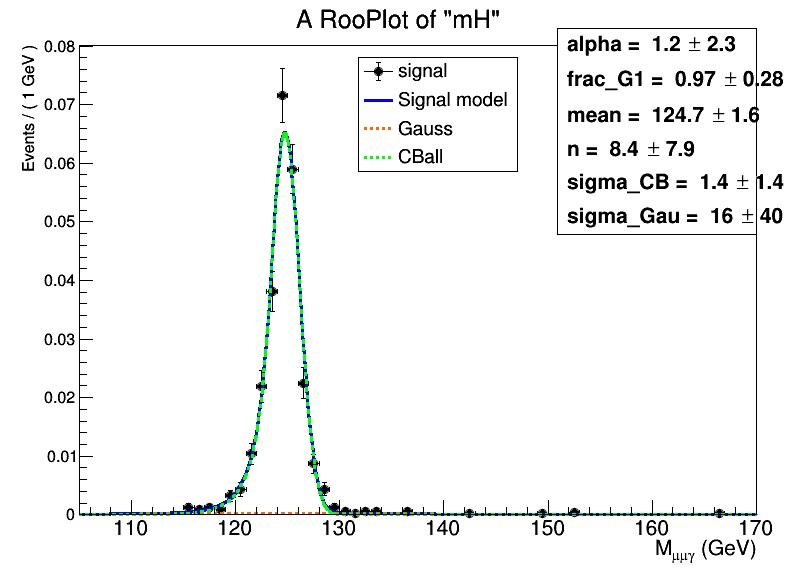 A RooPlot of "mH"
Events / ( 1 GeV )
0.08
0.07
0.06
0.05
0.04
0.03
0.02
0.01
0
signal
Signal model
Gauss
CBall
alpha = 1.2 ± 2.3
frac_G1 = 0.97 ± 0.28
mean = 124.7 ± 1.6
n = 8.4 ± 7.9
sigma_CB = 1.4 ± 1.4
sigma_Gau = 16 ± 40
110 120 130 140 150 160 170
M_μμγ (GeV)